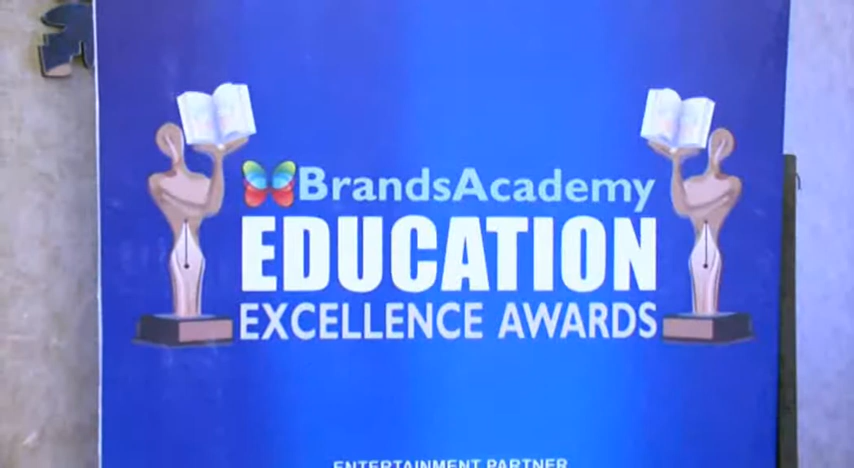 BrandsAcademy
EDUCATION
EXCELLENCE AWARDS
ENTERTAINMENT PARTNER